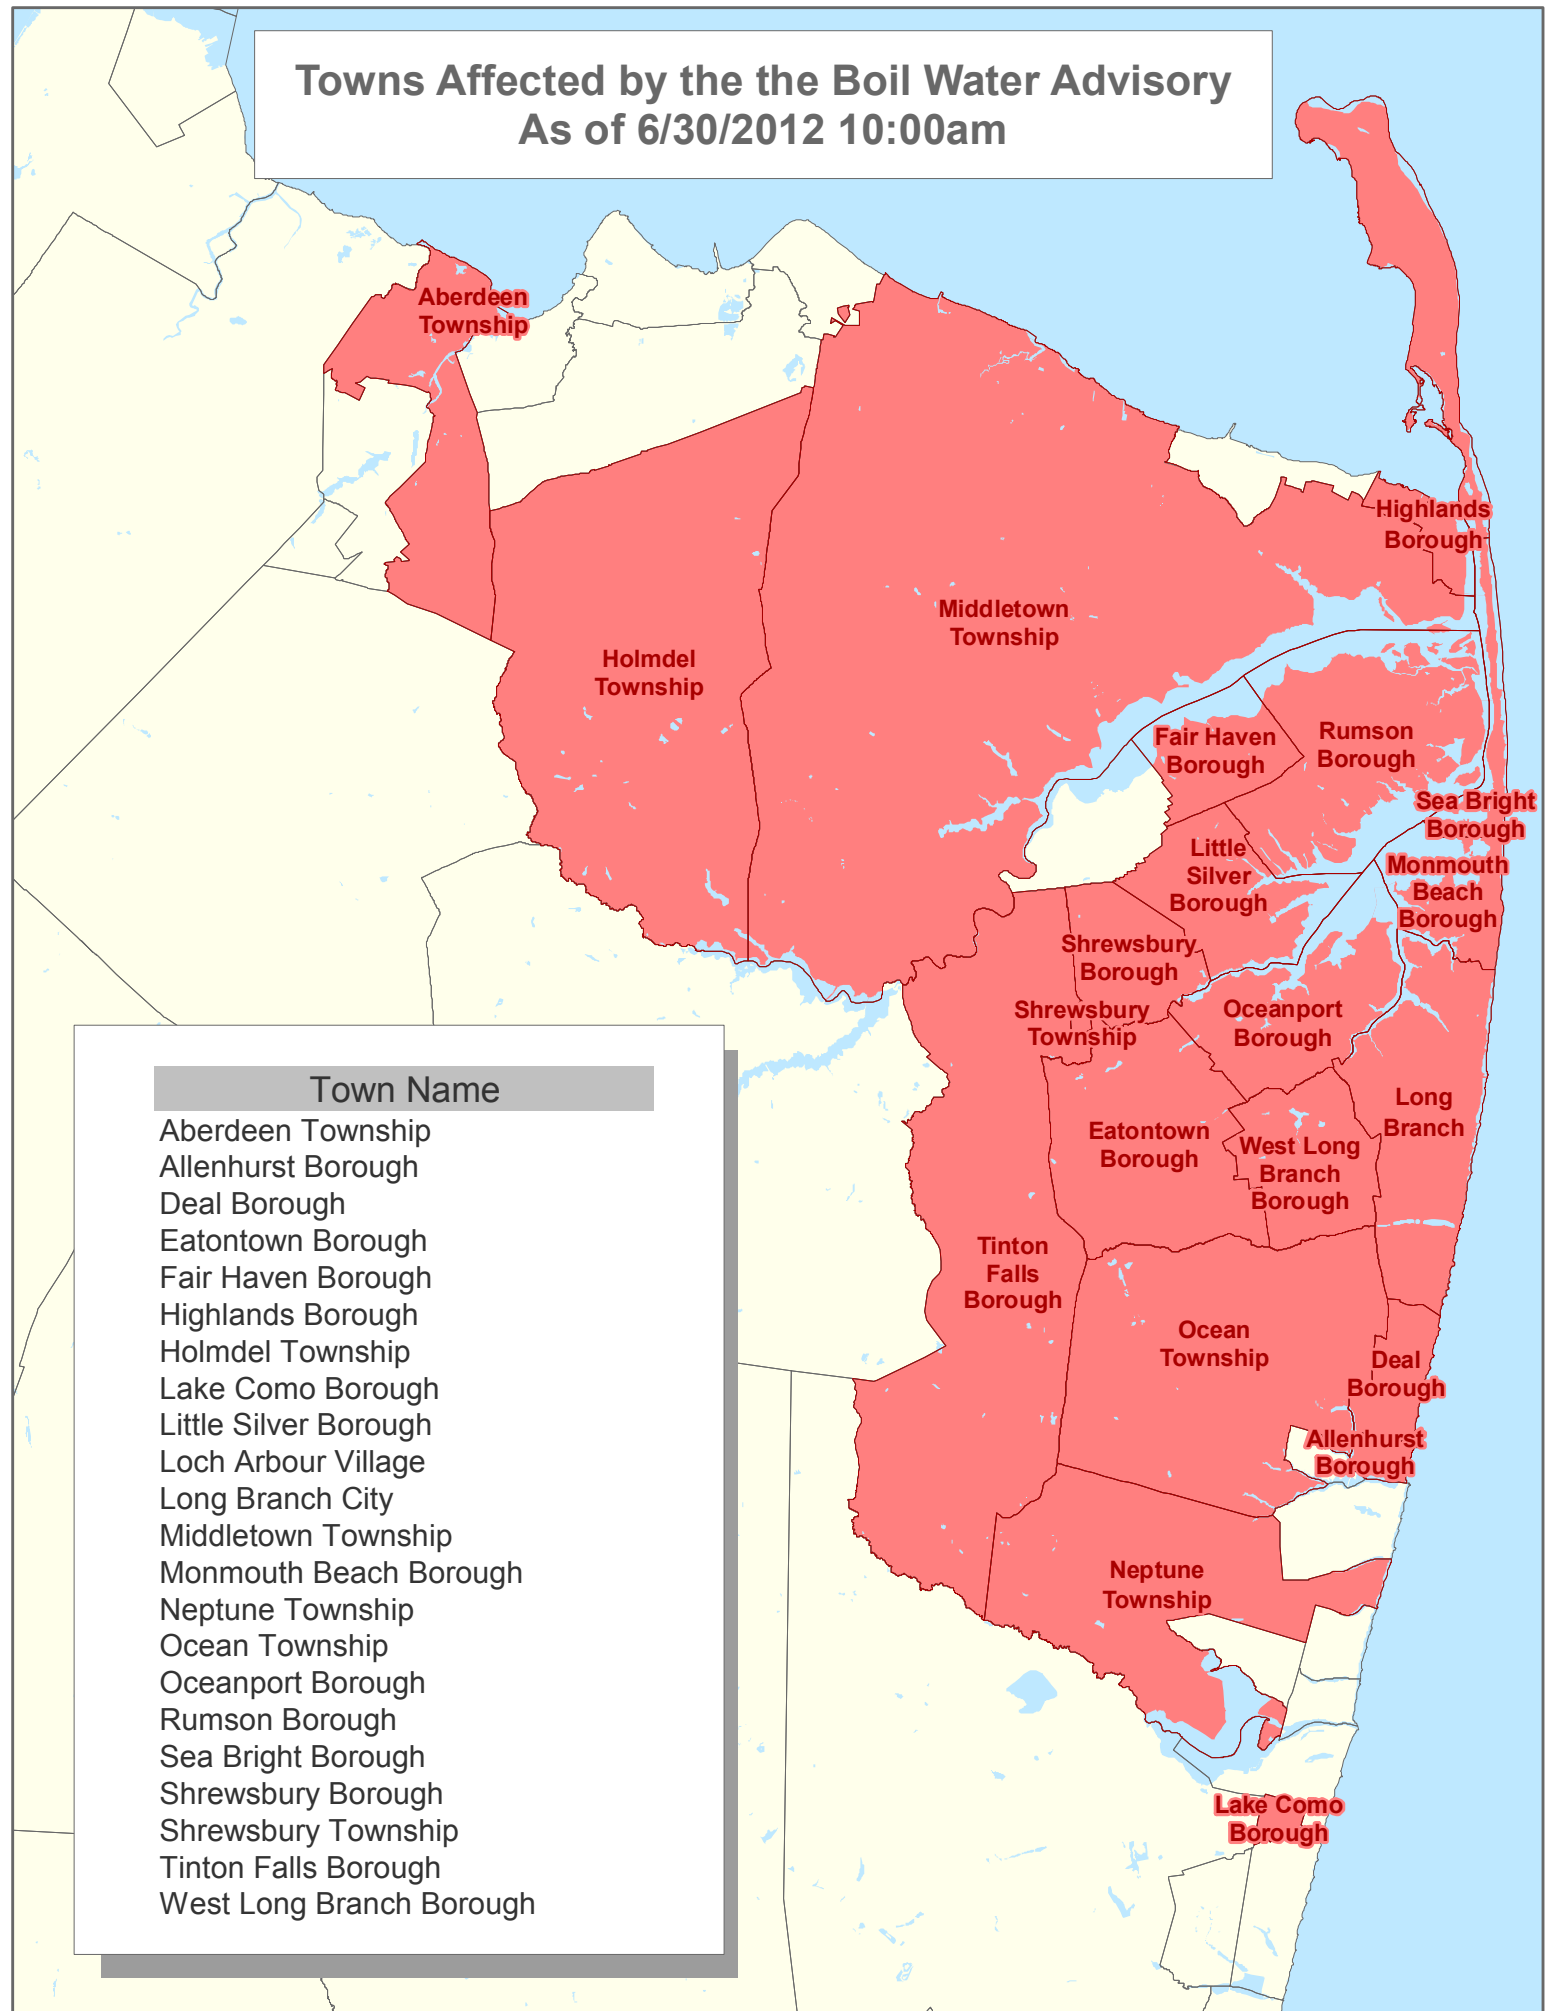 Towns Affected by the the Boil Water Advisory
As of 6/30/2012 10:00am
Aberdeen
Township
Highlands
Borough
Middletown
Township
Holmdel
Township
Fair Haven
Borough
Rumson
Borough
Sea Bright
Borough
Little
Silver
Borough
Monmouth
Beach
Borough
Shrewsbury
Borough
Shrewsbury
Township
Oceanport
Borough
Long
Branch
Eatontown
Borough
West Long
Branch
Borough
Tinton
Falls
Borough
Ocean
Township
Deal
Borough
Allenhurst
Borough
Neptune
Township
Lake Como
Borough
Town Name
Aberdeen Township
Allenhurst Borough
Deal Borough
Eatontown Borough
Fair Haven Borough
Highlands Borough
Holmdel Township
Lake Como Borough
Little Silver Borough
Loch Arbour Village
Long Branch City
Middletown Township
Monmouth Beach Borough
Neptune Township
Ocean Township
Oceanport Borough
Rumson Borough
Sea Bright Borough
Shrewsbury Borough
Shrewsbury Township
Tinton Falls Borough
West Long Branch Borough